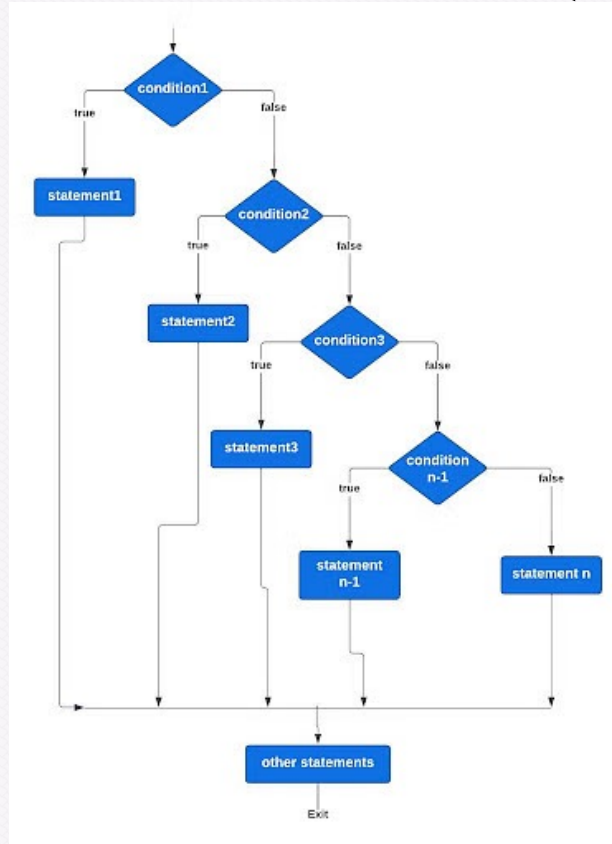 condition1
true
false
statement1
condition2
true
false
statement2
condition3
true
false
statement3
condition
n-1
true
false
statement
n-1
statement n
other statements
Exit